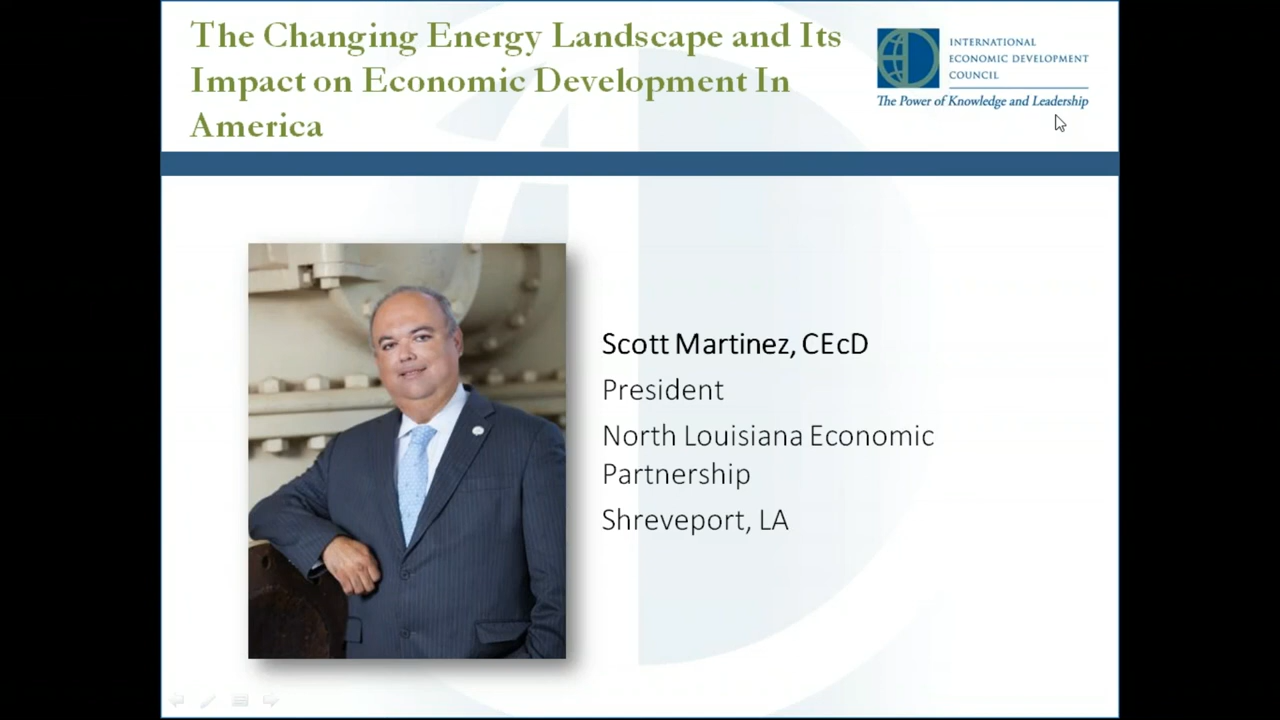 The Changing Energy Landscape and Its
Impact on Economic Development In
America
INTERNATIONAL
ECONOMIC DEVELOPMENT
COUNCIL
The Power of Knowledge and Leadership
Scott Martinez, CEcD
President
North Louisiana Economic
Partnership
Shreveport, LA